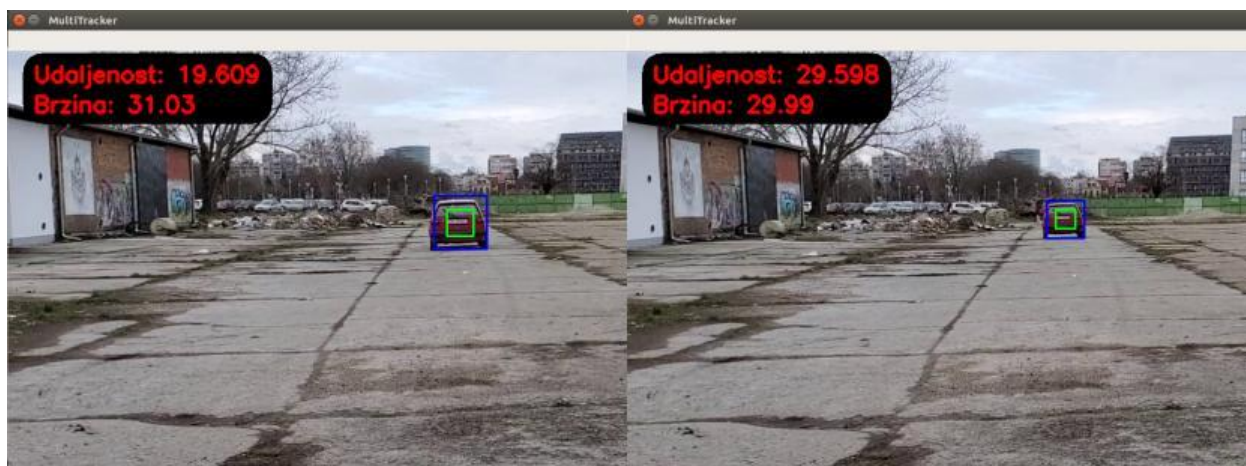 MultiTracker
Udaljenost: 19.609
Brzina: 31.03
MultiTracker
Udaljenost: 29.598
Brzina: 29.99